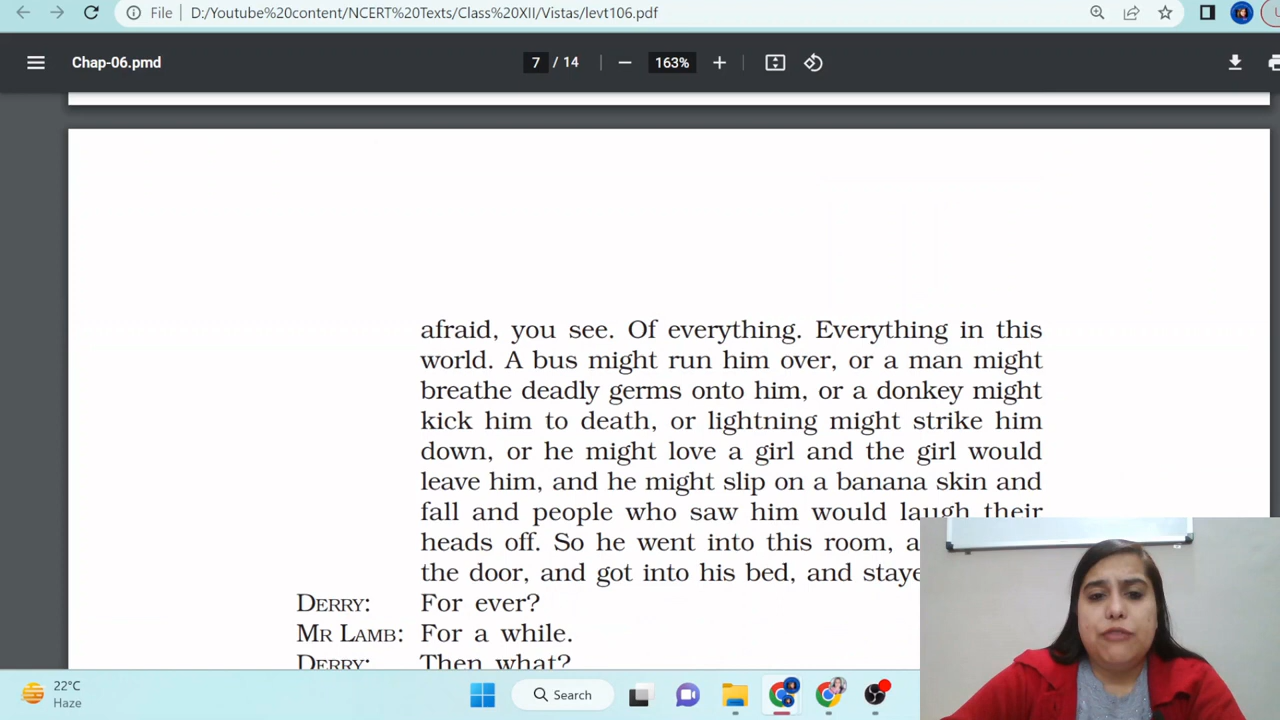 File D:/Youtube%20content/NCERT%20Texts/Class%20XII/Vistas/levt106.pdf
Chap-06.pmd 7 / 14 163%
afraid, you see. Of everything. Everything in this
world. A bus might run him over, or a man might
breathe deadly germs onto him, or a donkey might
kick him to death, or lightning might strike him
down, or he might love a girl and the girl would
leave him, and he might slip on a banana skin and
fall and people who saw him would laugh their
heads off. So he went into this room,
the door, and got into his bed, and
DERRY: For ever?
MR LAMB: For a while.
DERRY: Then what?
22°C
Haze
Search